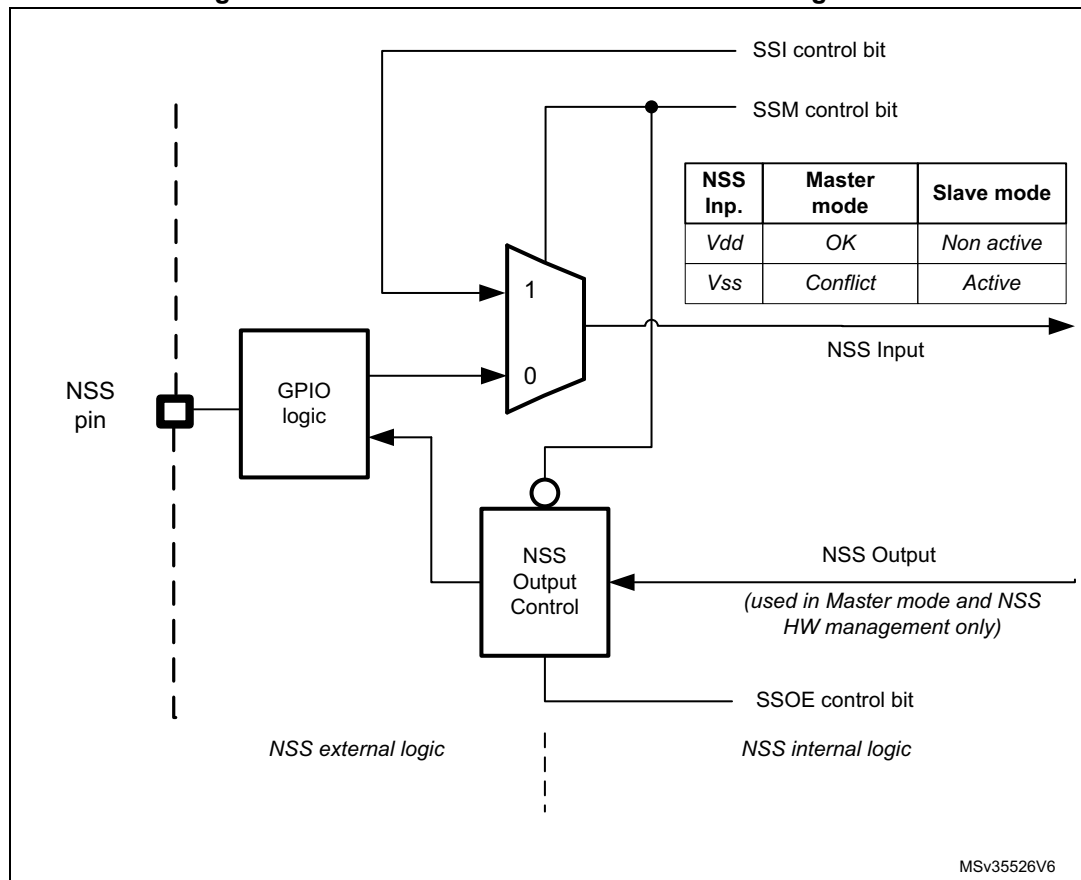 SSI control bit
SSM control bit
NSS Inp. Master mode Slave mode
Vdd OK Non active
Vss Conflict Active
1
NSS Input
0
NSS
pin
GPIO
logic
NSS
Output
Control
NSS Output
(used in Master mode and NSS
HW management only)
SSOE control bit
NSS external logic
NSS internal logic
MSv35526V6